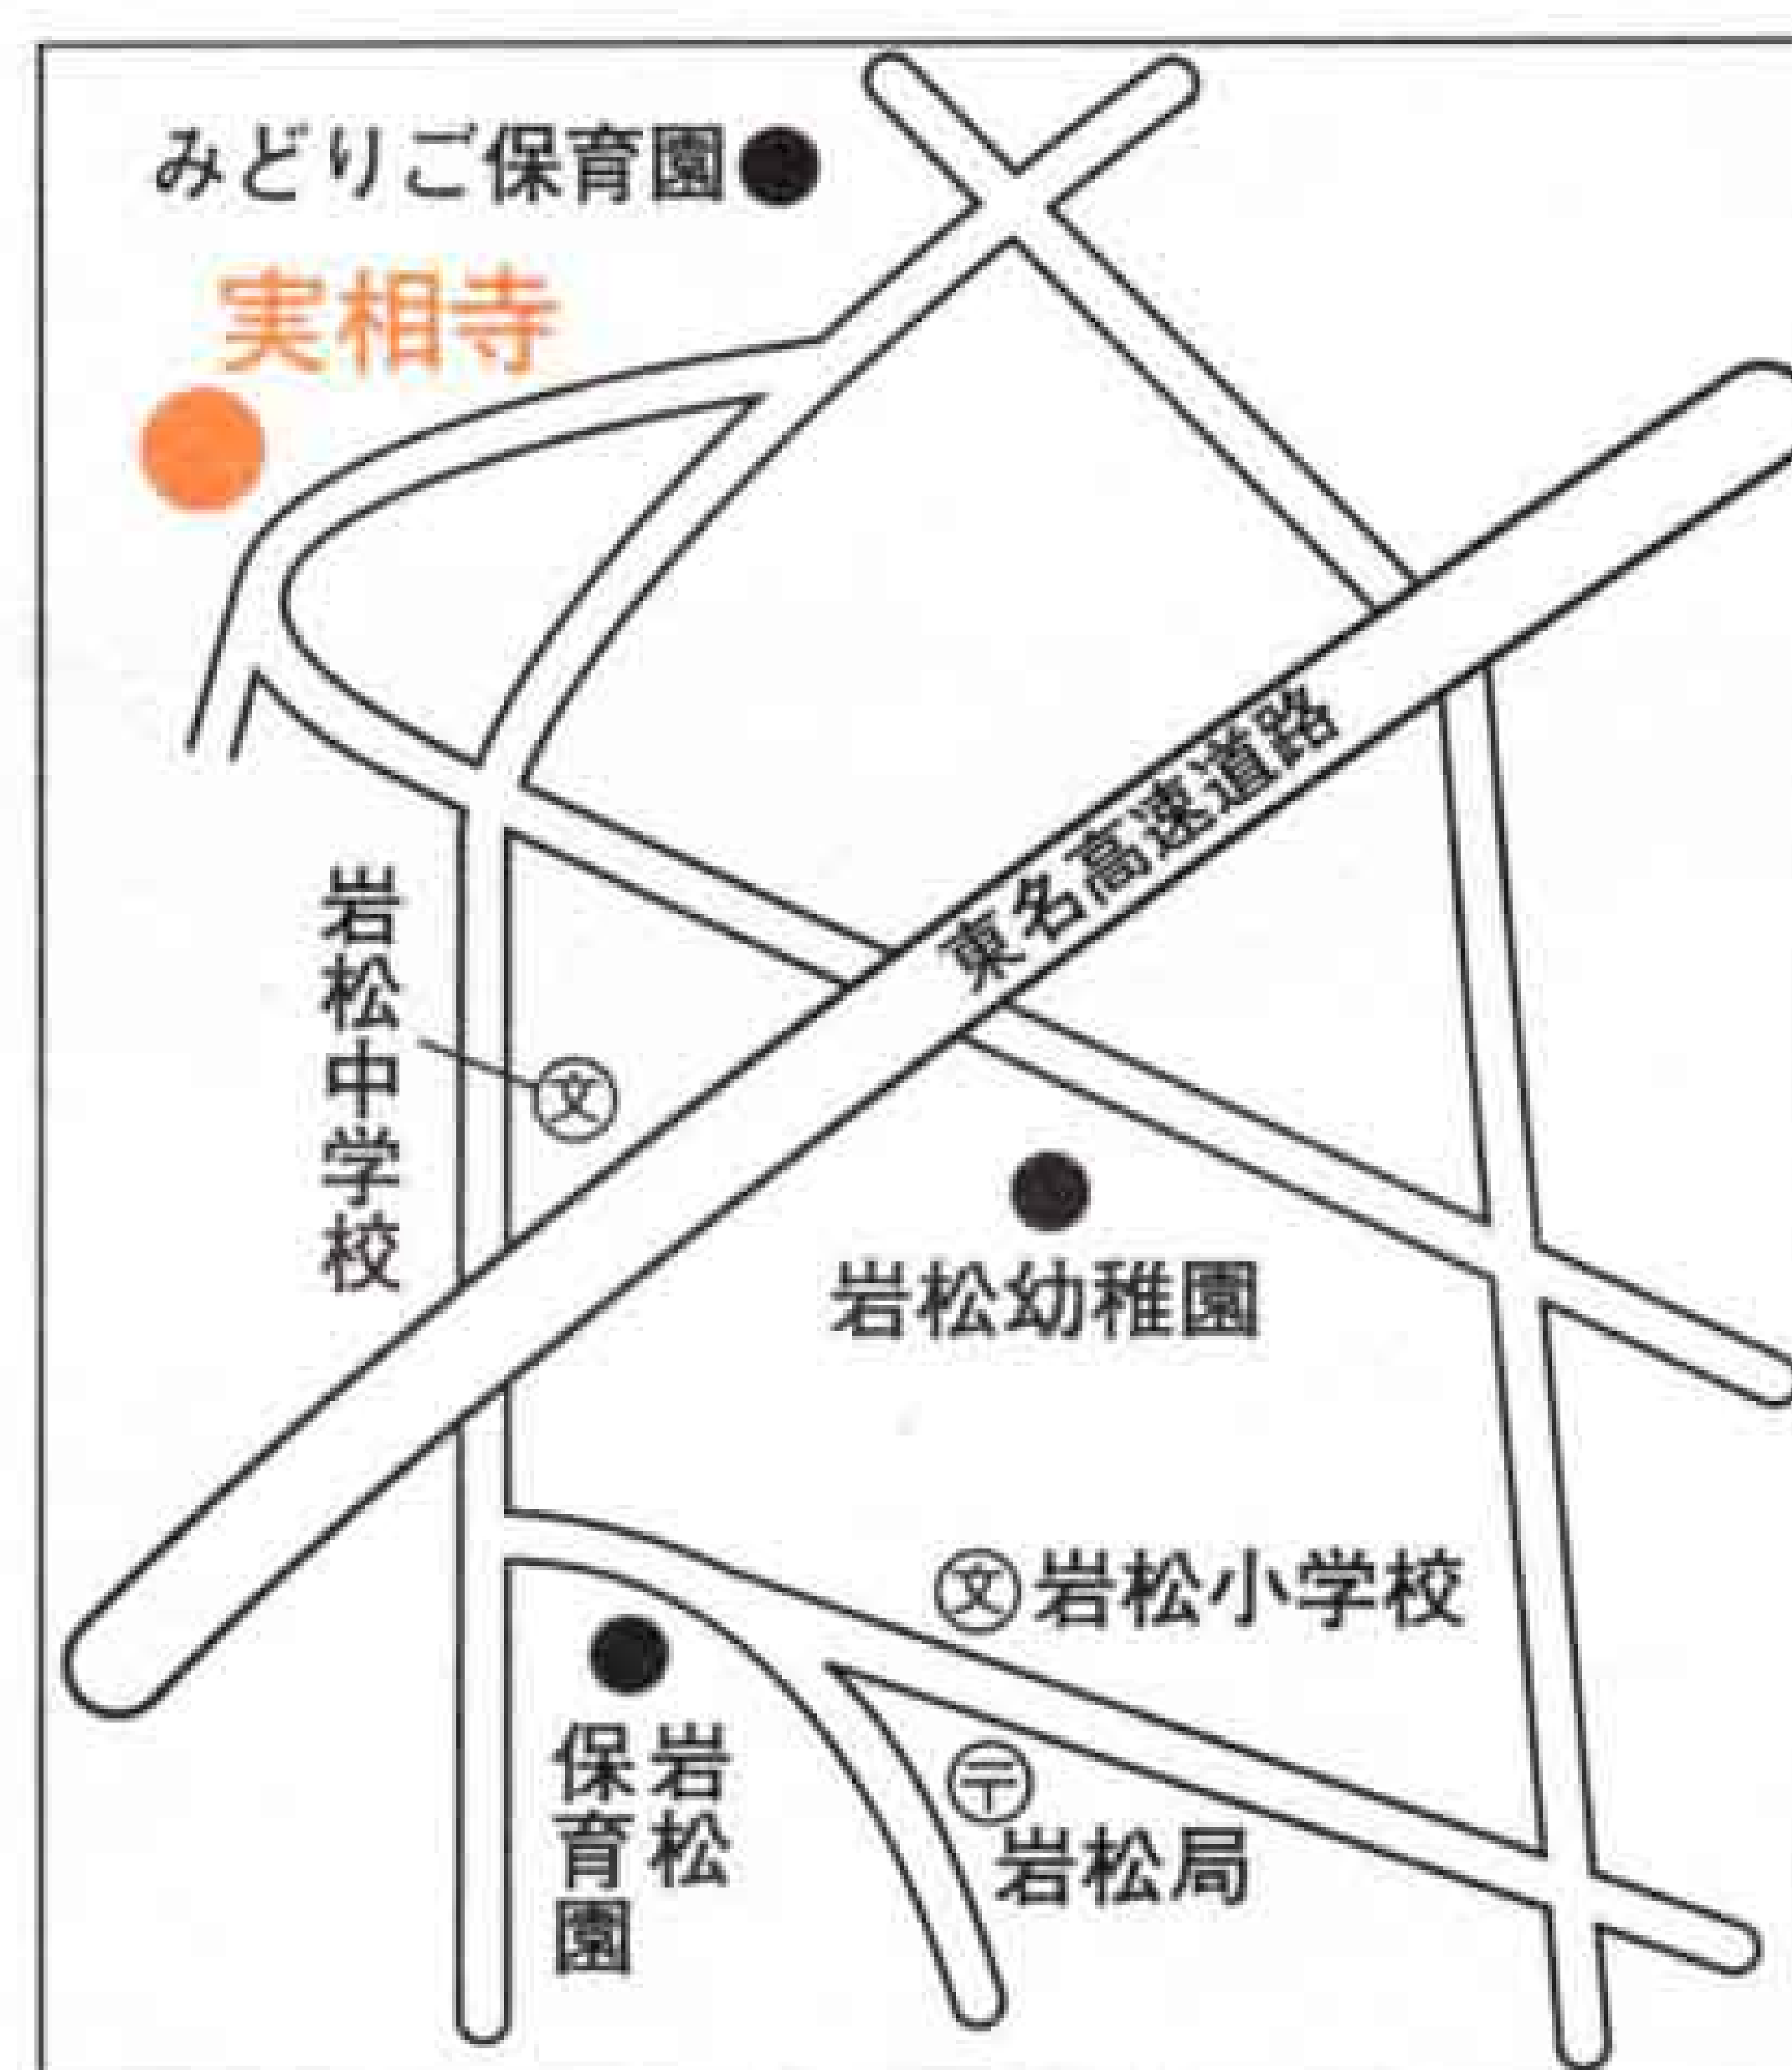 みどりご保育園
実相寺
東名高速道路
岩松中学校
文
岩松幼稚園
文岩松小学校
岩松
保育園
〒
岩松局